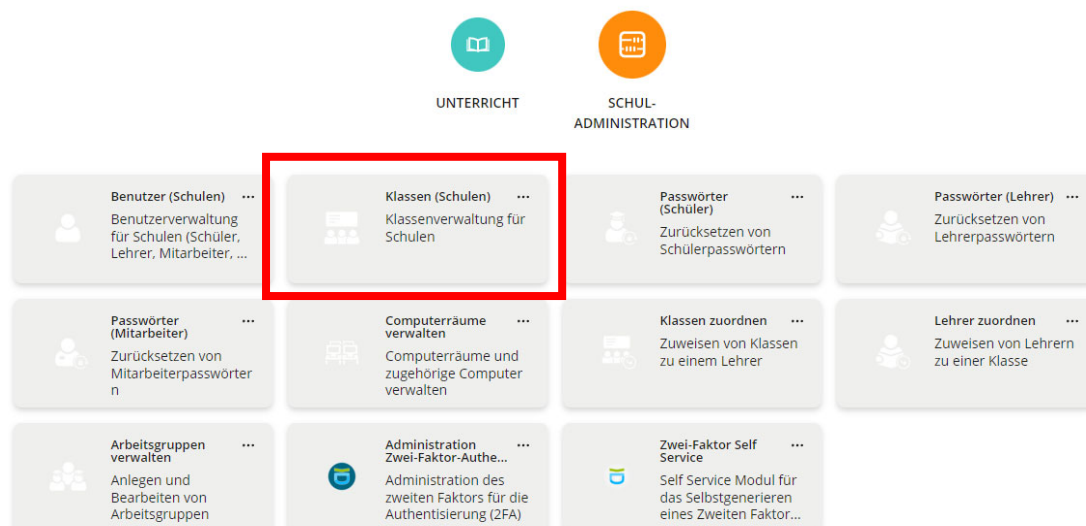 UNTERRICHT
SCHUL-
ADMINISTRATION
Benutzer (Schulen) ...
Benutzerverwaltung
für Schulen (Schüler,
Lehrer, Mitarbeiter, ...
Klassen (Schulen) ...
Klassenverwaltung für
Schulen
Passwörter ...
(Schüler)
Zurücksetzen von
Schülerpasswörtern
Passwörter (Lehrer) ...
Zurücksetzen von
Lehrerpasswörtern
Passwörter ...
(Mitarbeiter)
Zurücksetzen von
Mitarbeiterpasswörter
n
Computerräume ...
verwalten
Computerräume und
zugehörige Computer
verwalten
Klassen zuordnen ...
Zuweisen von Klassen
zu einem Lehrer
Lehrer zuordnen ...
Zuweisen von Lehrern
zu einer Klasse
Arbeitsgruppen ...
verwalten
Anlegen und
Bearbeiten von
Arbeitsgruppen
Administration ...
Zwei-Faktor-Authe...
Administration des
zweiten Faktors für die
Authentisierung (2FA)
Zwei-Faktor Self ...
Service
Self Service Modul für
das Selbstgenerieren
eines Zweiten Faktor...